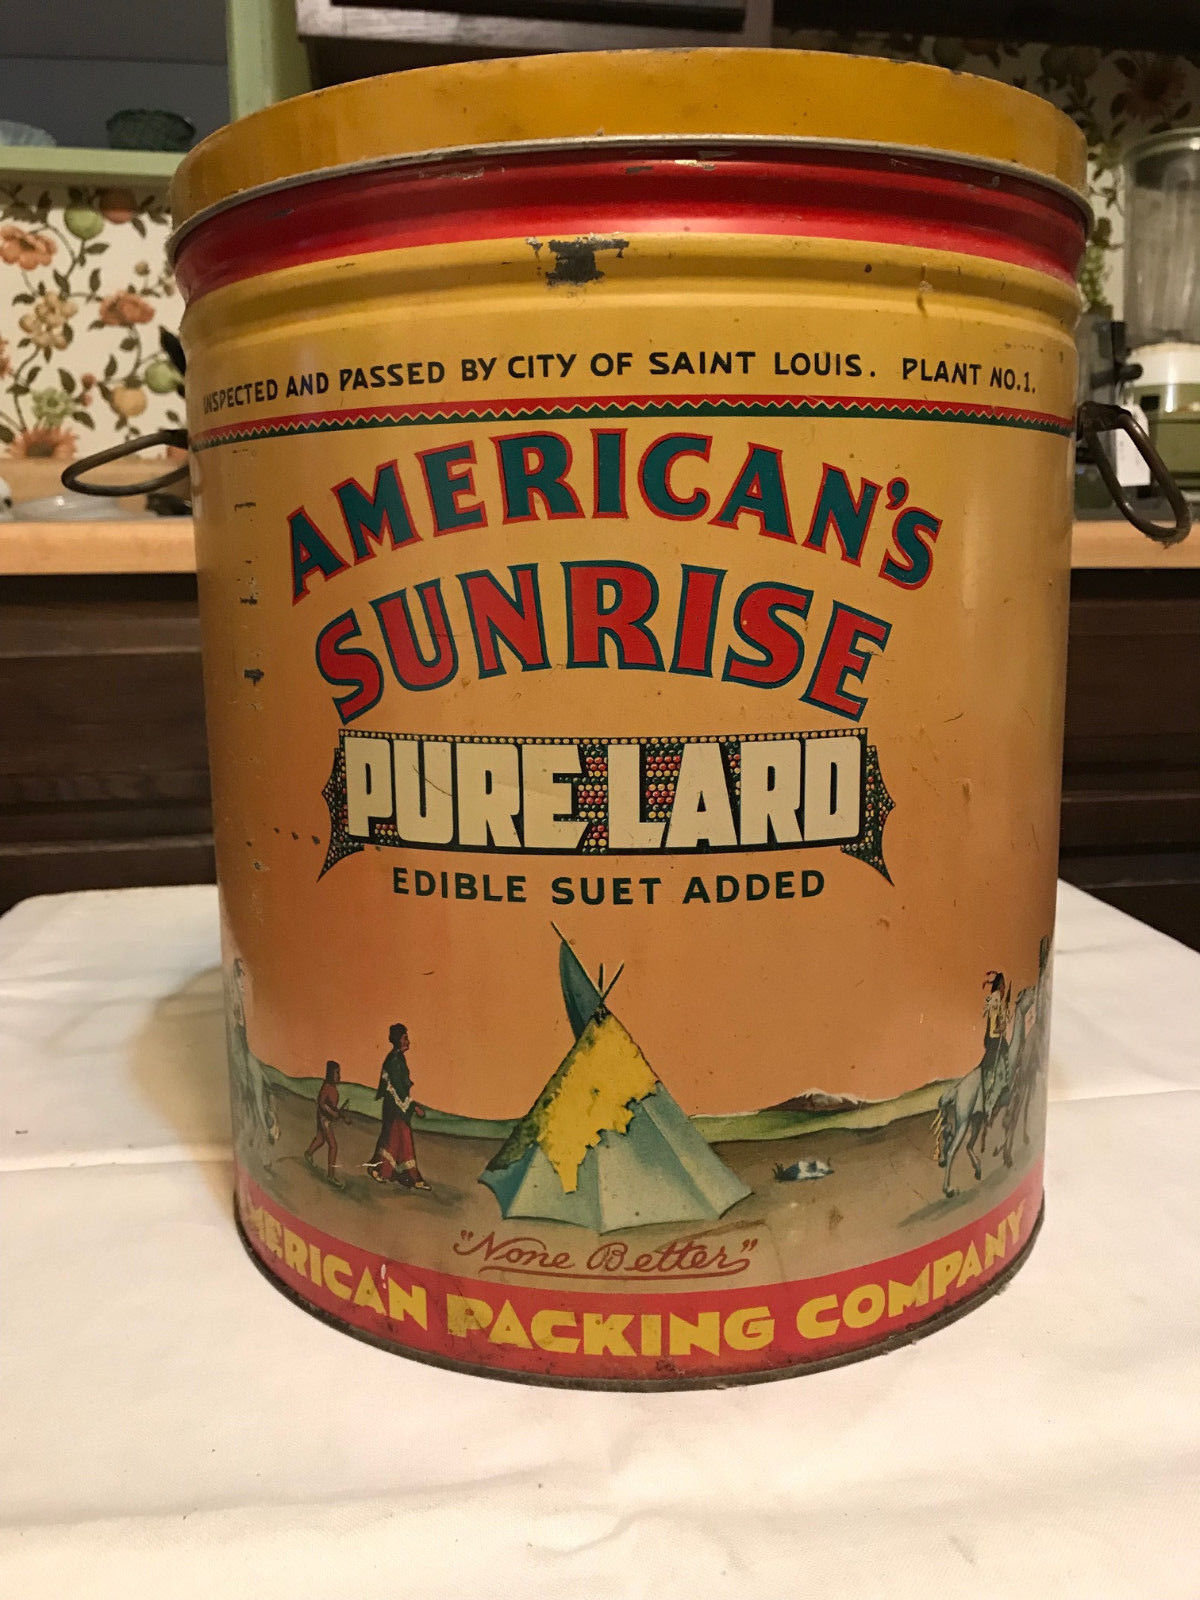 INSPECTED AND PASSED BY CITY OF SAINT LOUIS. PLANT NO.1.
AMERICAN'S
SUNRISE
PURE LARD
EDIBLE SUET ADDED
"None Better"
AMERICAN PACKING COMPANY